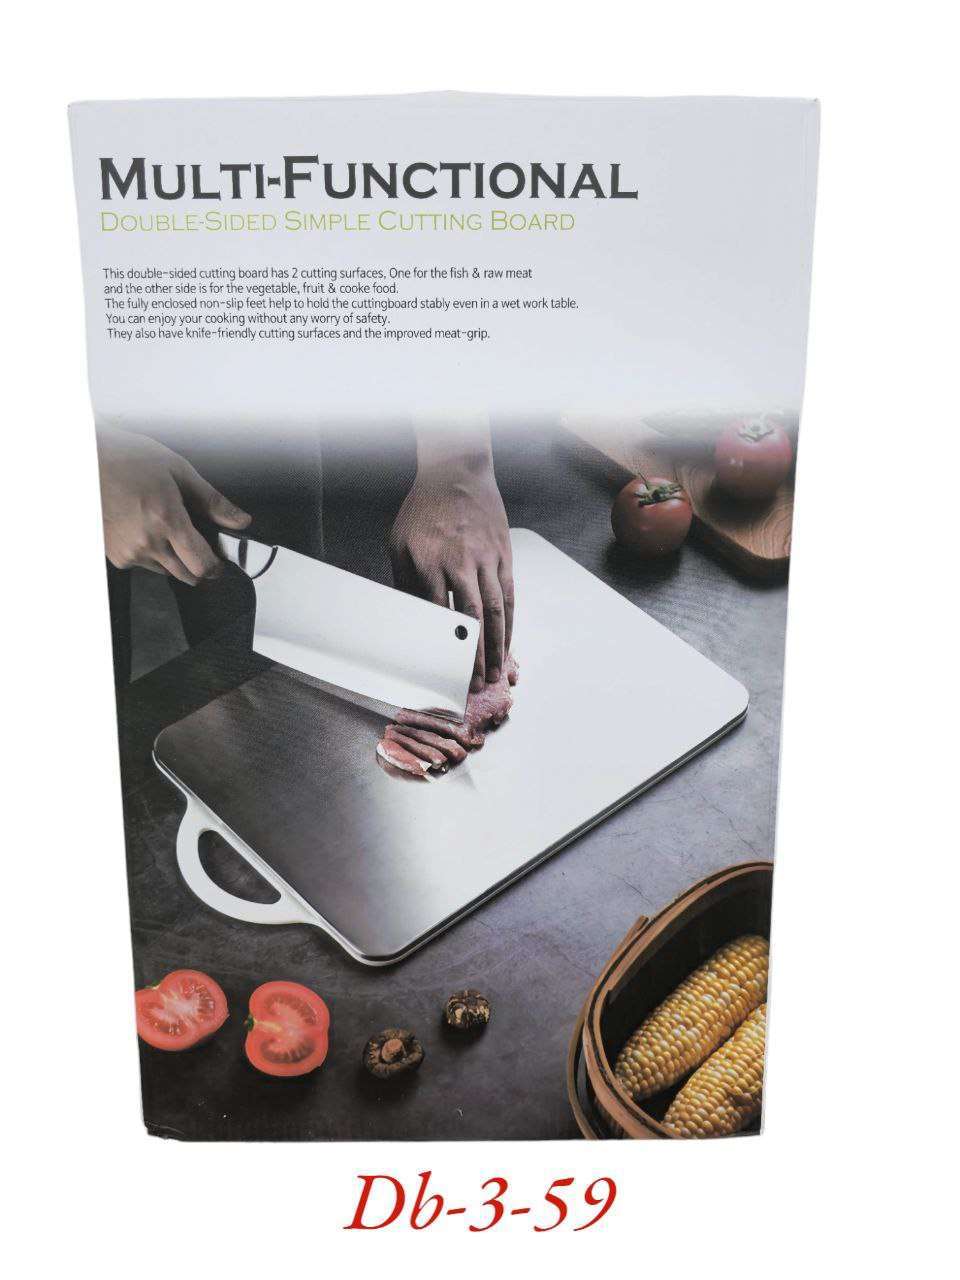 MULTI-FUNCTIONAL
DOUBLE-SIDED SIMPLE CUTTING BOARD
This double-sided cutting board has 2 cutting surfaces, One for the fish & raw meat
and the other side is for the vegetable, fruit & cooke food.
The fully enclosed non-slip feet help to hold the cuttingboard stably even in a wet work table.
You can enjoy your cooking without any worry of safety.
They also have knife-friendly cutting surfaces and the improved meat-grip.
Db-3-59